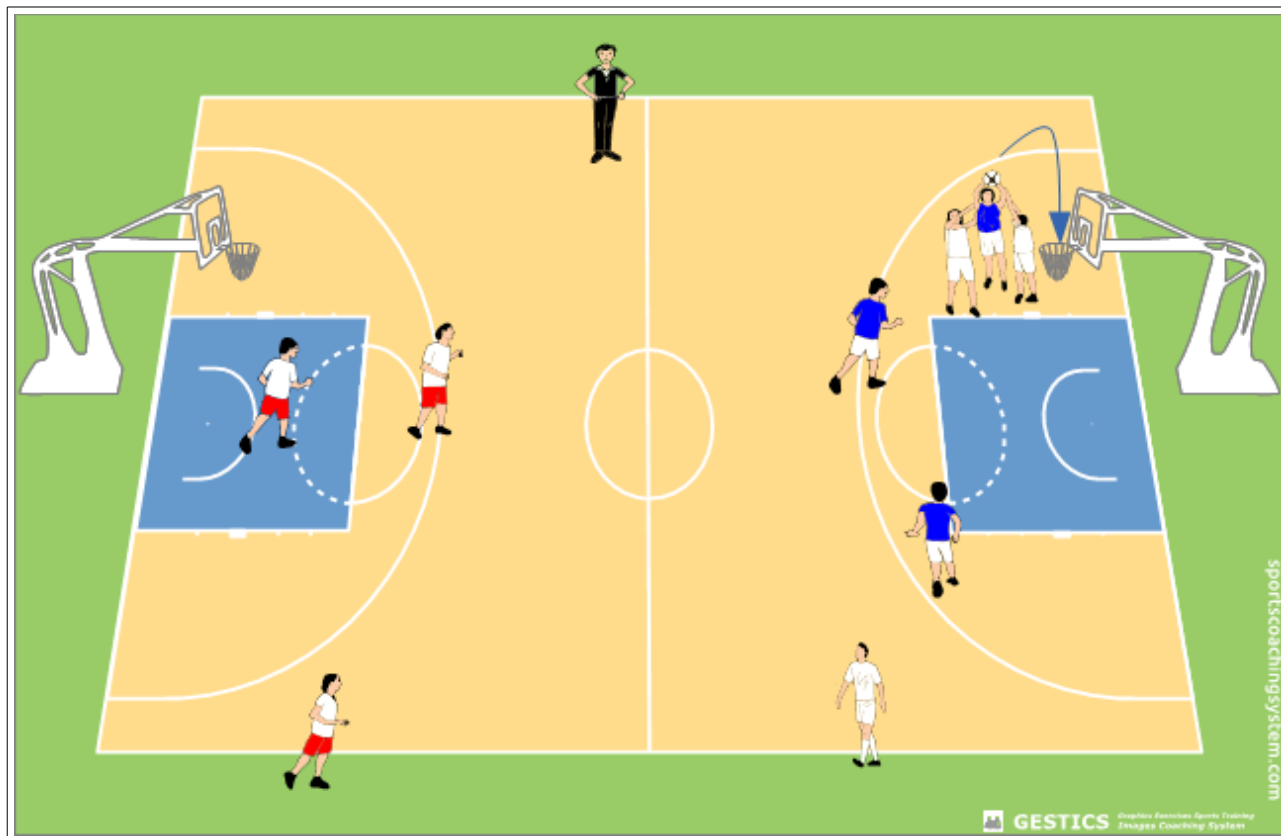 sportscoachingsystem.com
GESTICS
Graphics Exercises Sports Training
Images Coaching System